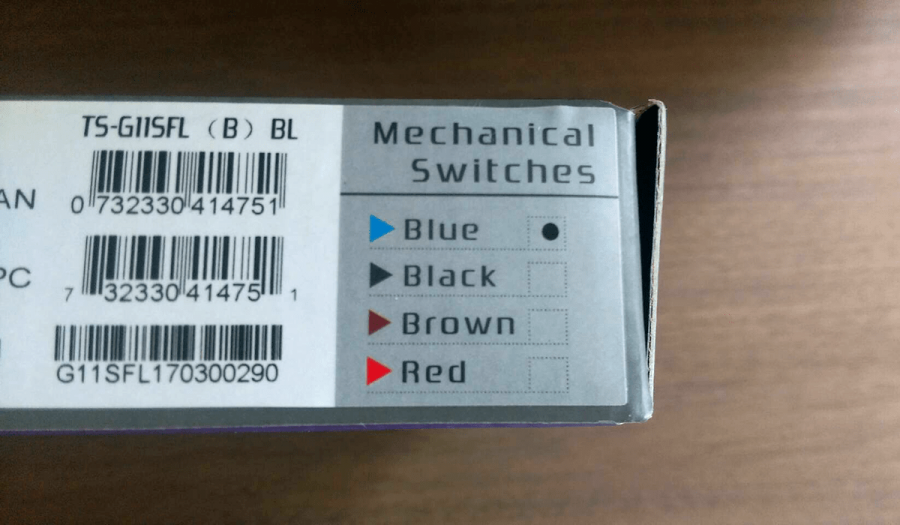 TS-G11SFL (B) BL
AN
0 732330 414751
PC
7 32330 41475 1
G11SFL170300290
Mechanical
Switches
Blue
Black
Brown
Red